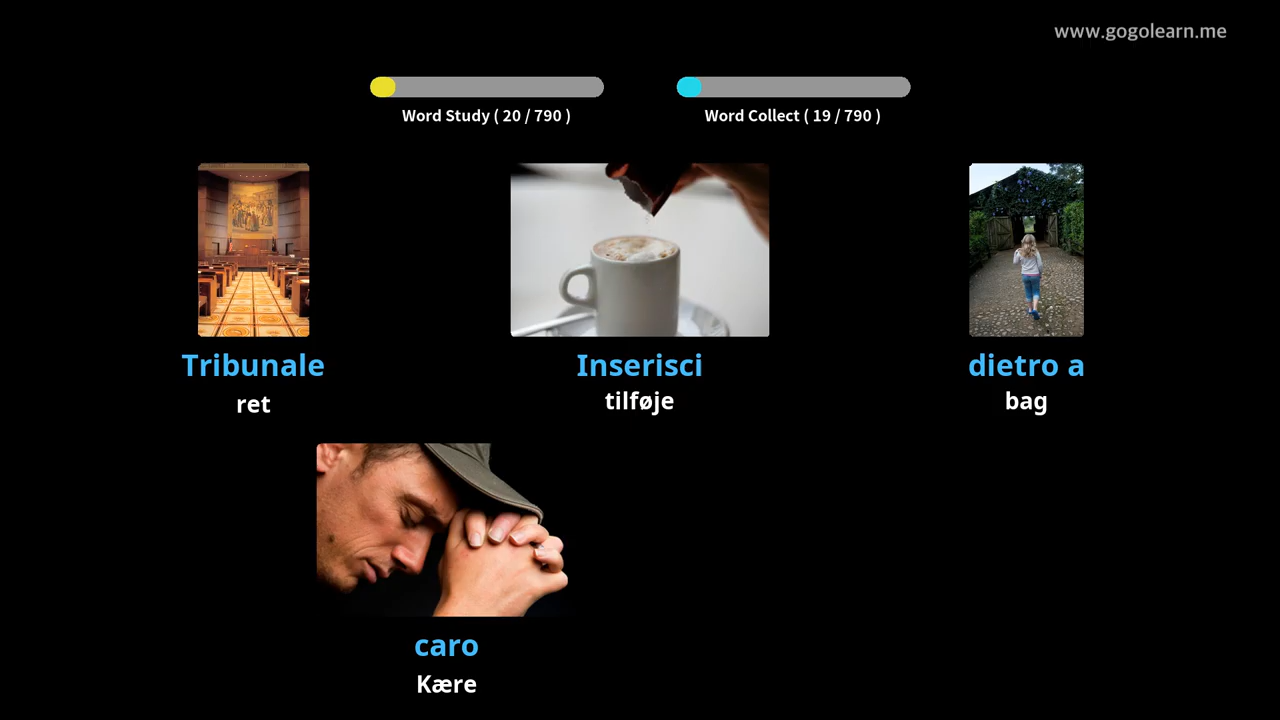 www.gogolearn.me
Word Study ( 20 / 790 )
Word Collect ( 19 / 790 )
Tribunale
ret
Inserisci
tilføje
dietro a
bag
caro
Kære